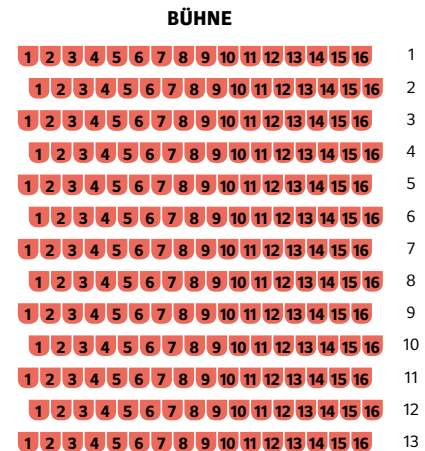 BÜHNE
1 2 3 4 5 6 7 8 9 10 11 12 13 14 15 16 1
1 2 3 4 5 6 7 8 9 10 11 12 13 14 15 16 2
1 2 3 4 5 6 7 8 9 10 11 12 13 14 15 16 3
1 2 3 4 5 6 7 8 9 10 11 12 13 14 15 16 4
1 2 3 4 5 6 7 8 9 10 11 12 13 14 15 16 5
1 2 3 4 5 6 7 8 9 10 11 12 13 14 15 16 6
1 2 3 4 5 6 7 8 9 10 11 12 13 14 15 16 7
1 2 3 4 5 6 7 8 9 10 11 12 13 14 15 16 8
1 2 3 4 5 6 7 8 9 10 11 12 13 14 15 16 9
1 2 3 4 5 6 7 8 9 10 11 12 13 14 15 16 10
1 2 3 4 5 6 7 8 9 10 11 12 13 14 15 16 11
1 2 3 4 5 6 7 8 9 10 11 12 13 14 15 16 12
1 2 3 4 5 6 7 8 9 10 11 12 13 14 15 16 13